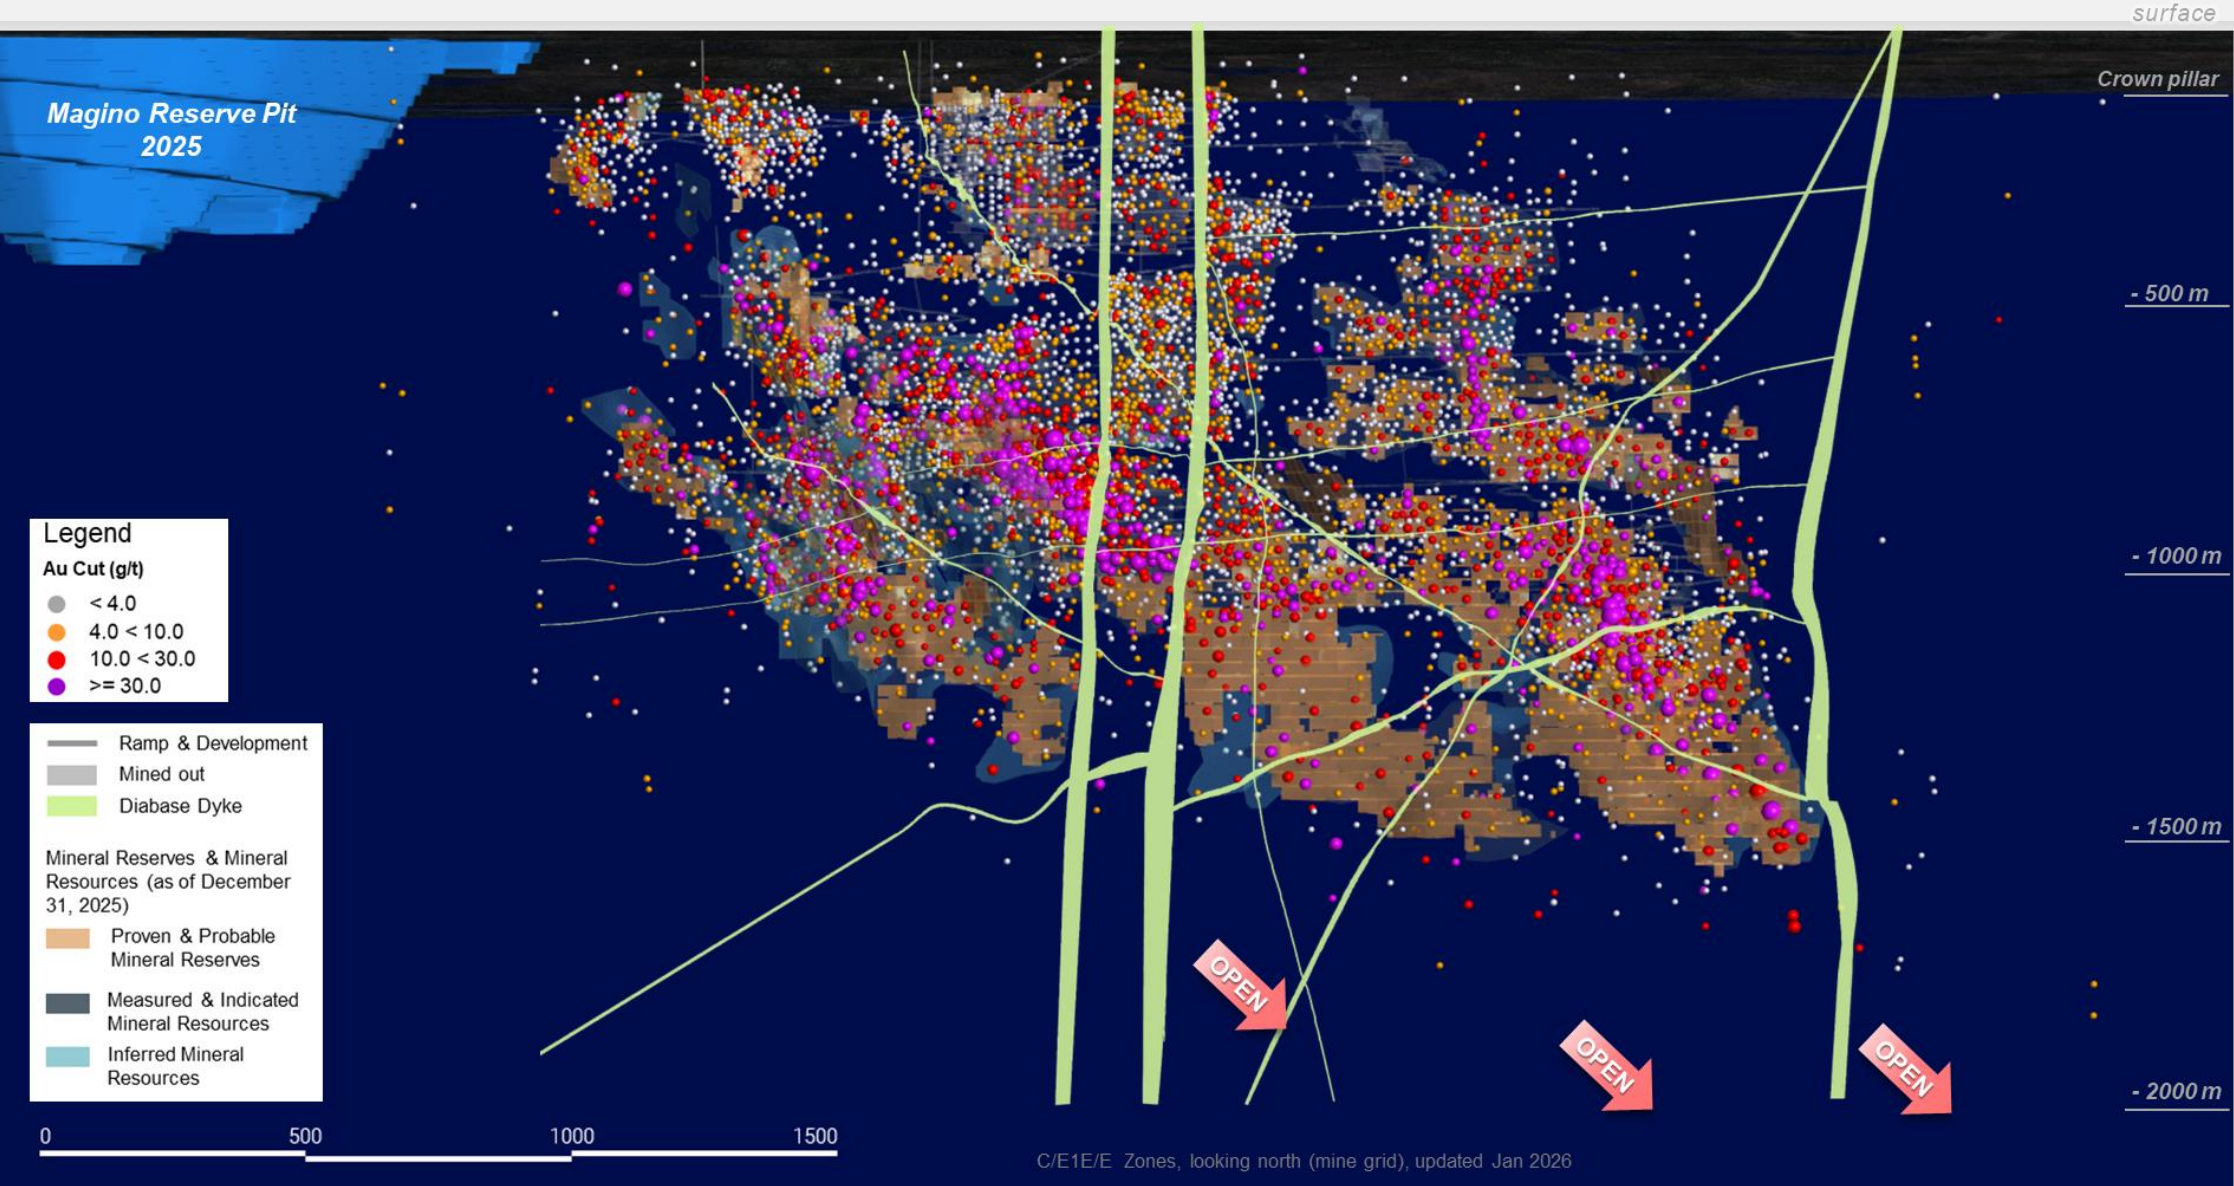 surface
Crown pillar
Magino Reserve Pit
2025
- 500 m
- 1000 m
- 1500 m
- 2000 m
Legend
Au Cut (g/t)
< 4.0
4.0 < 10.0
10.0 < 30.0
>= 30.0
Ramp & Development
Mined out
Diabase Dyke
Mineral Reserves & Mineral
Resources (as of December
31, 2025)
Proven & Probable
Mineral Reserves
Measured & Indicated
Mineral Resources
Inferred Mineral
Resources
OPEN
OPEN
OPEN
0 500 1000 1500
C/E1E/E Zones, looking north (mine grid), updated Jan 2026